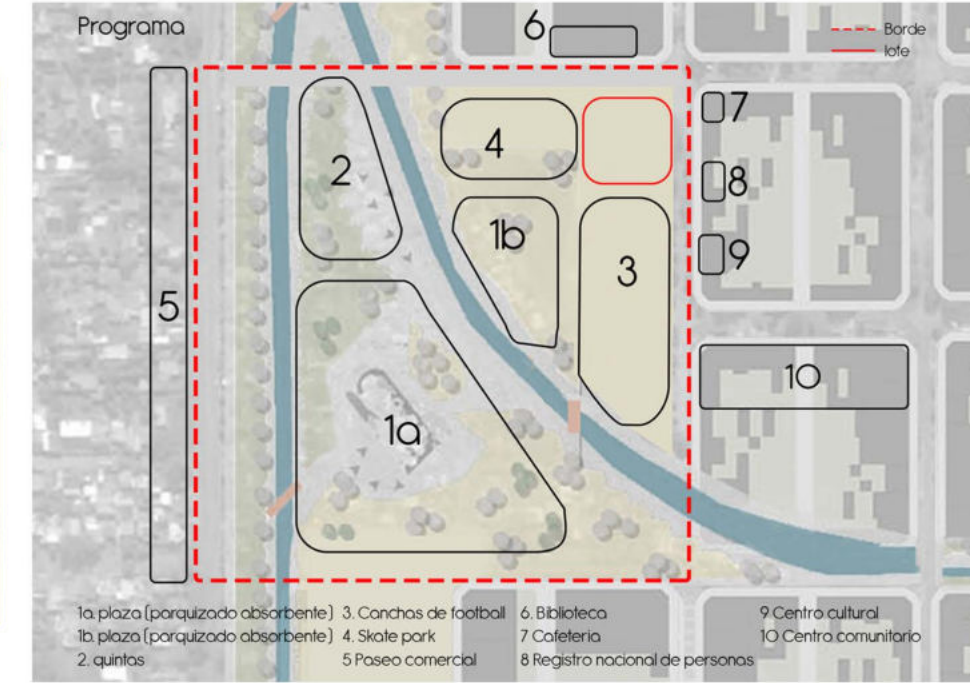 Programa
6
Borde
lote
7
4
2
8
1b
9
3
5
10
1a
1a. plaza (parquizado absorbente) 3. Canchas de football 6. Biblioteca 9 Centro cultural
1b. plaza (parquizado absorbente) 4. Skate park 7 Cafeteria 10 Centro comunitario
2. quintas 5 Paseo comercial 8 Registro nacional de personas